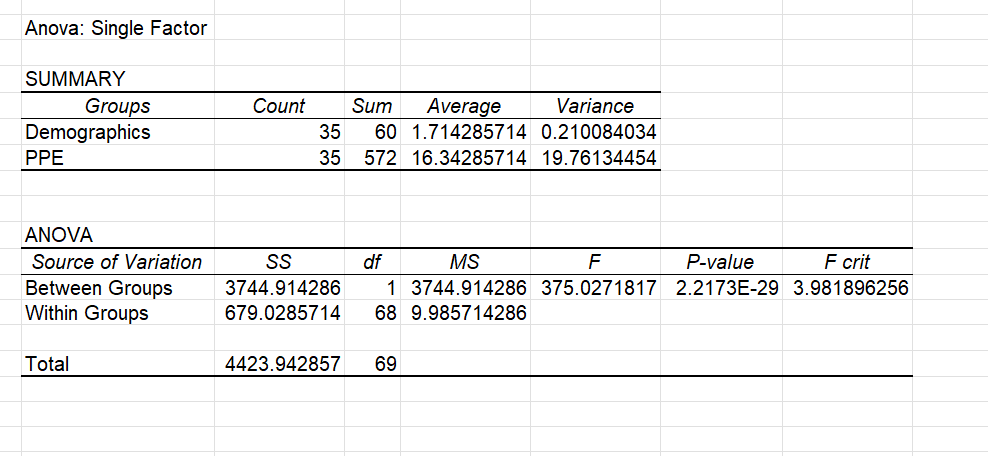 Anova: Single Factor
SUMMARY
Groups Count Sum Average Variance
Demographics 35 60 1.714285714 0.210084034
PPE 35 572 16.34285714 19.76134454
ANOVA
Source of Variation SS df MS F P-value F crit
Between Groups 3744.914286 1 3744.914286 375.0271817 2.2173E-29 3.981896256
Within Groups 679.0285714 68 9.985714286
Total 4423.942857 69